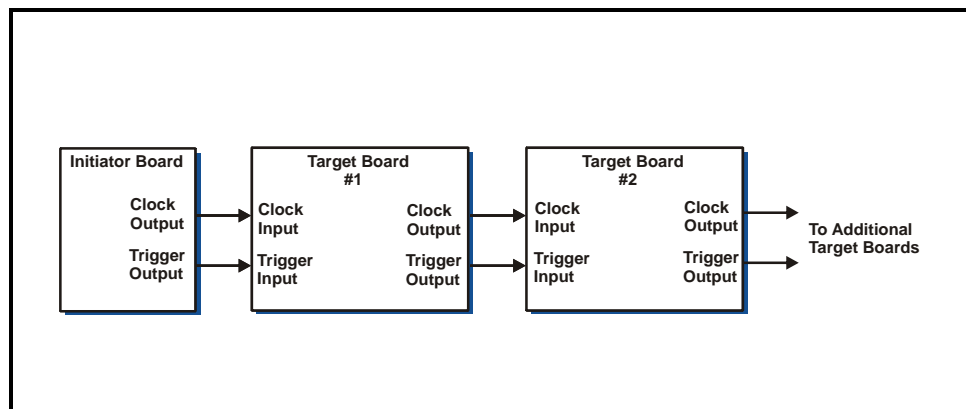 Initiator Board
Clock
Output
Trigger
Output
Target Board
#1
Clock
Input
Trigger
Input
Clock
Output
Trigger
Output
Target Board
#2
Clock
Input
Trigger
Input
Clock
Output
Trigger
Output
To Additional
Target Boards